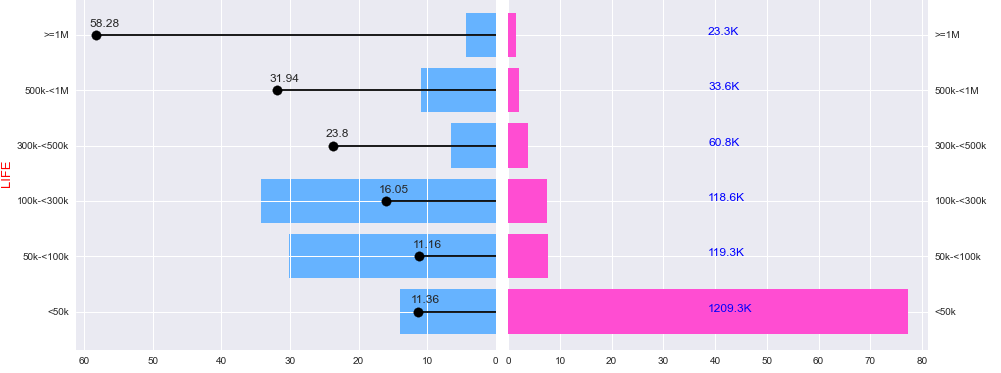 58.28
>=1M 23.3K >=1M
31.94
500k-<1M 33.6K 500k-<1M
23.8
300k-<500k 60.8K 300k-<500k
LIFE
16.05
100k-<300k 118.6K 100k-<300k
11.16
50k-<100k 119.3K 50k-<100k
11.36
<50k 1209.3K <50k
60 50 40 30 20 10 0 0 10 20 30 40 50 60 70 80